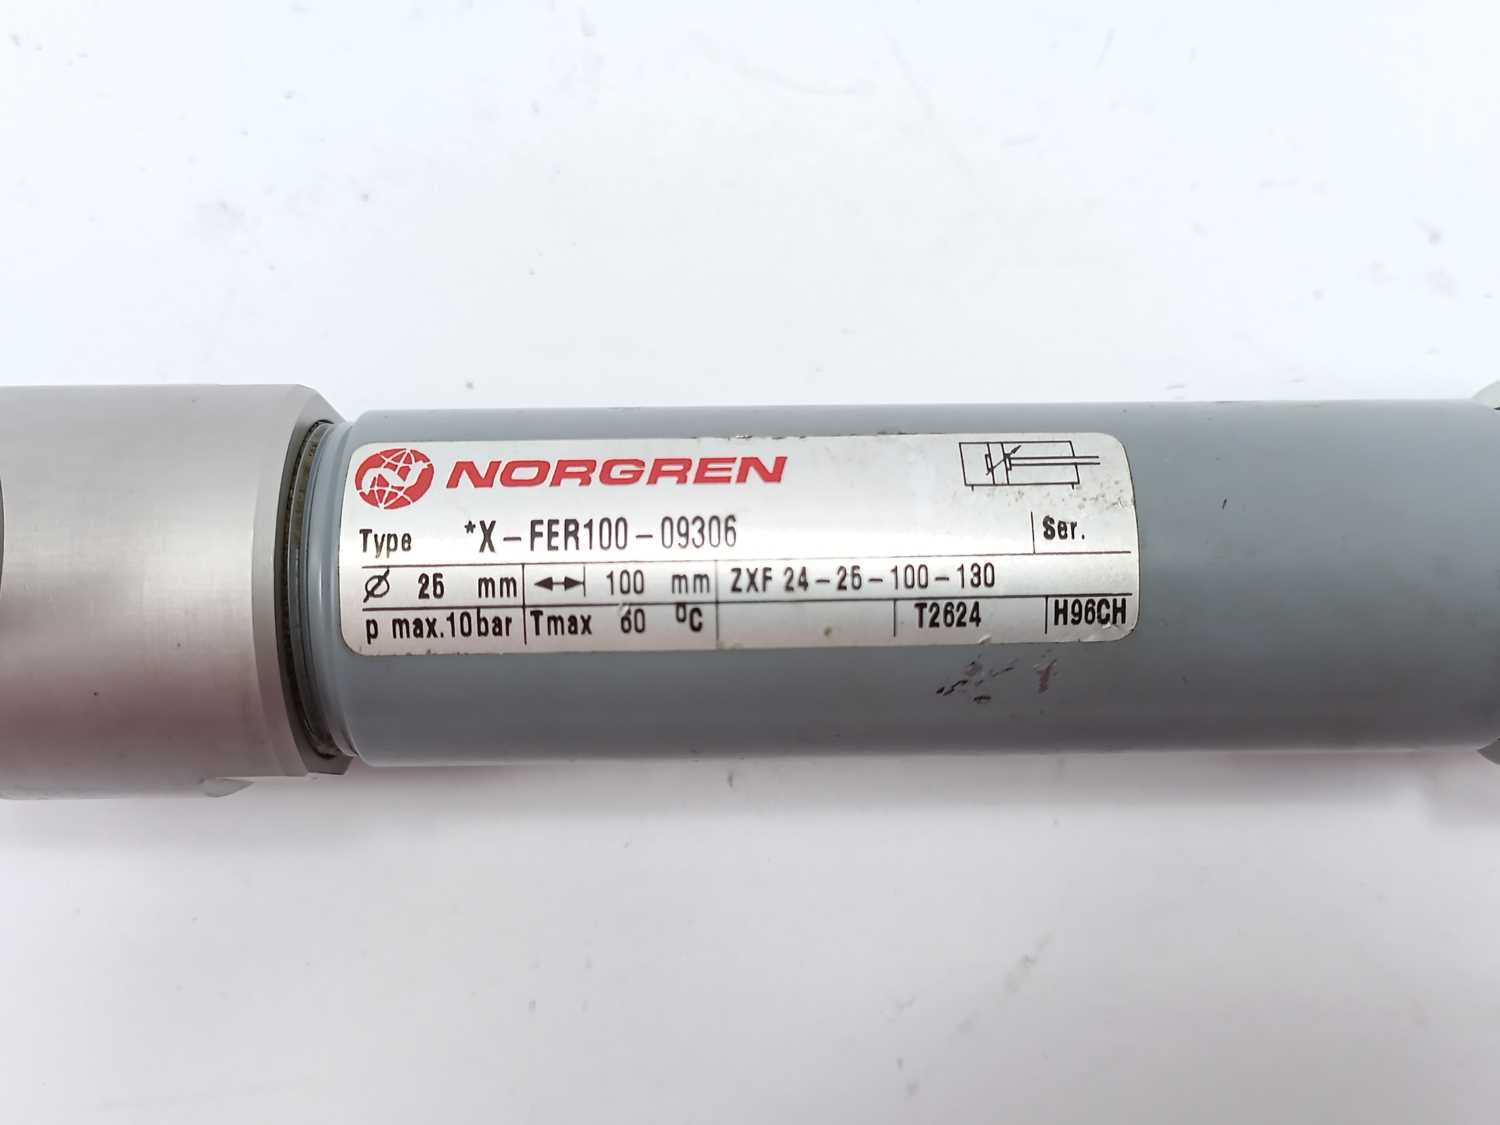 NORGREN
Type *X-FER100-09306 Ser.
Ø 25 mm 100 mm ZXF 24-25-100-130
p max.10bar Tmax 60 °C T2624 H96CH